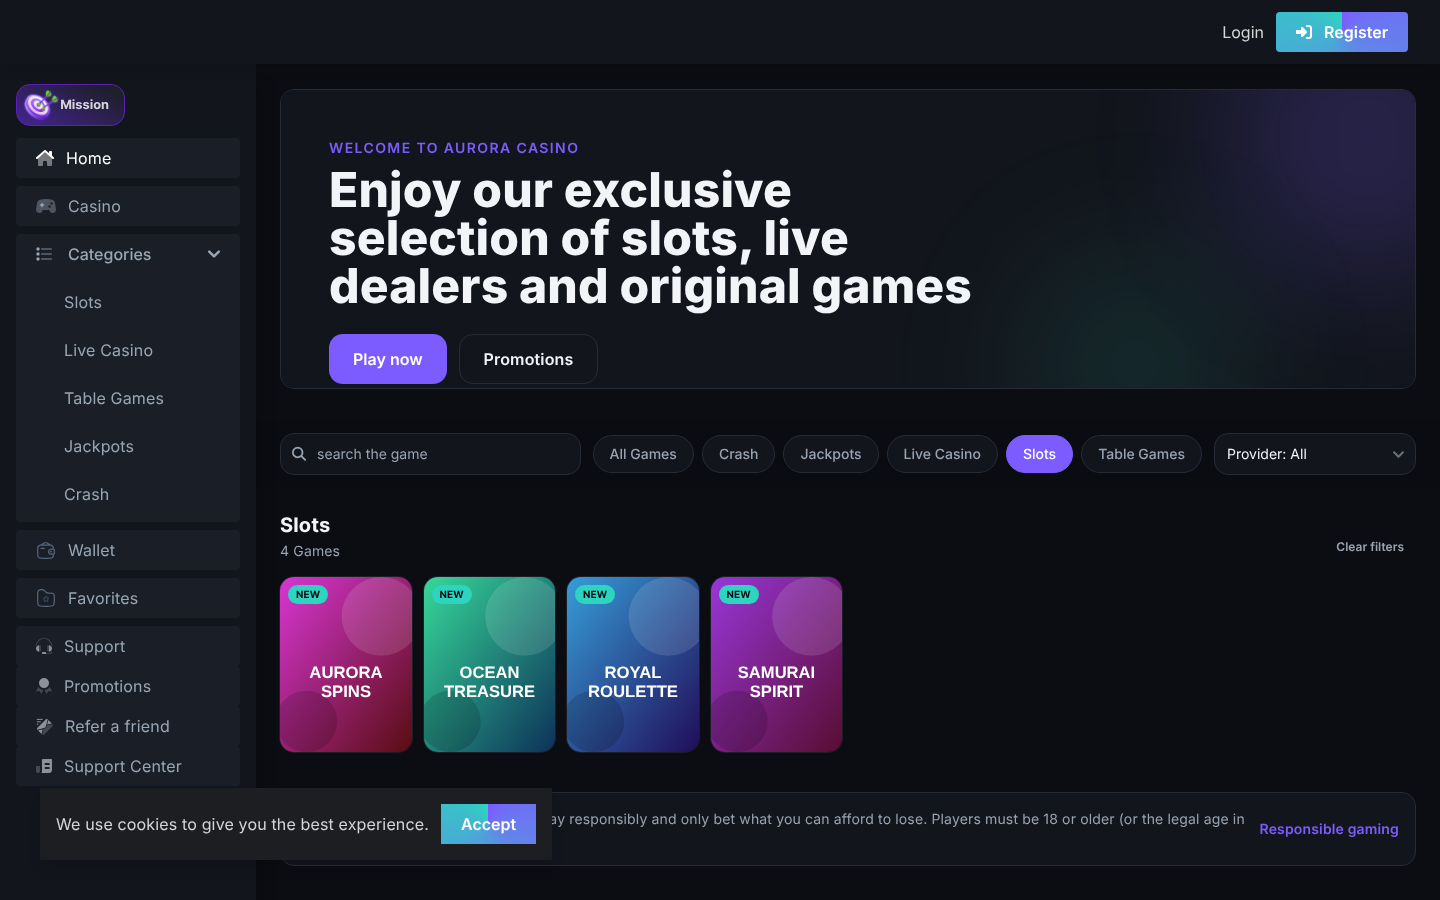 Login
Register
Mission
Home
Casino
Categories
Slots
Live Casino
Table Games
Jackpots
Crash
Wallet
Favorites
Support
Promotions
Refer a friend
Support Center
WELCOME TO AURORA CASINO
Enjoy our exclusive
selection of slots, live
dealers and original games
Play now
Promotions
search the game
All Games
Crash
Jackpots
Live Casino
Slots
Table Games
Provider: All
Slots
4 Games
Clear filters
NEW
AURORA
SPINS
NEW
OCEAN
TREASURE
NEW
ROYAL
ROULETTE
NEW
SAMURAI
SPIRIT
responsibly and only bet what you can afford to lose. Players must be 18 or older (or the legal age in
Responsible gaming
We use cookies to give you the best experience.
Accept